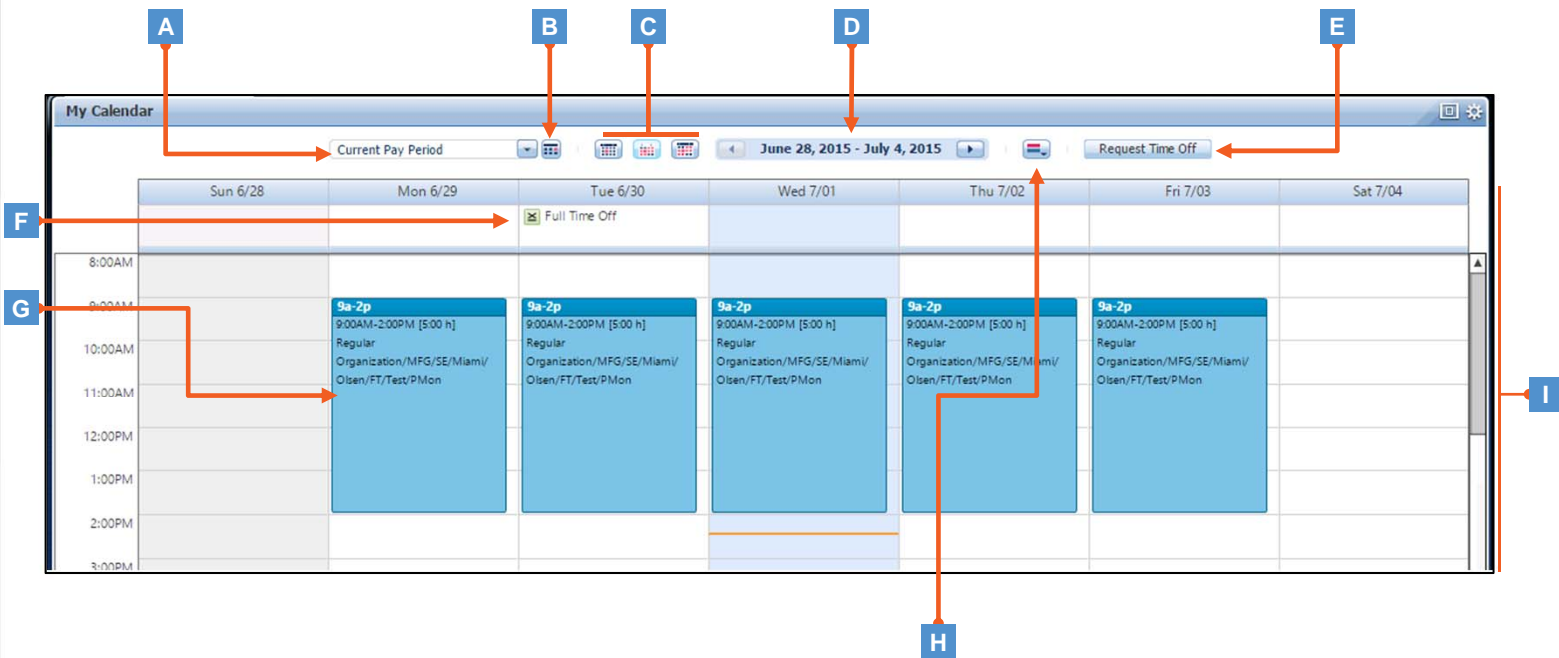 A B C D E
My Calendar
Current Pay Period June 28, 2015 - July 4, 2015 Request Time Off
Sun 6/28 Mon 6/29 Tue 6/30 Wed 7/01 Thu 7/02 Fri 7/03 Sat 7/04
F Full Time Off
8:00AM
G 9:00AM 9a-2p 9a-2p 9a-2p 9a-2p 9a-2p
9:00AM-2:00PM [5:00 h] 9:00AM-2:00PM [5:00 h] 9:00AM-2:00PM [5:00 h] 9:00AM-2:00PM [5:00 h] 9:00AM-2:00PM [5:00 h]
10:00AM Regular Regular Regular Regular Regular
Organization/MFG/SE/Miami/ Organization/MFG/SE/Miami/ Organization/MFG/SE/Miami/ Organization/MFG/SE/Miami/ Organization/MFG/SE/Miami/
Olsen/FT/Test/PMon Olsen/FT/Test/PMon Olsen/FT/Test/PMon Olsen/FT/Test/PMon Olsen/FT/Test/PMon
11:00AM I
12:00PM
1:00PM
2:00PM
3:00PM
H